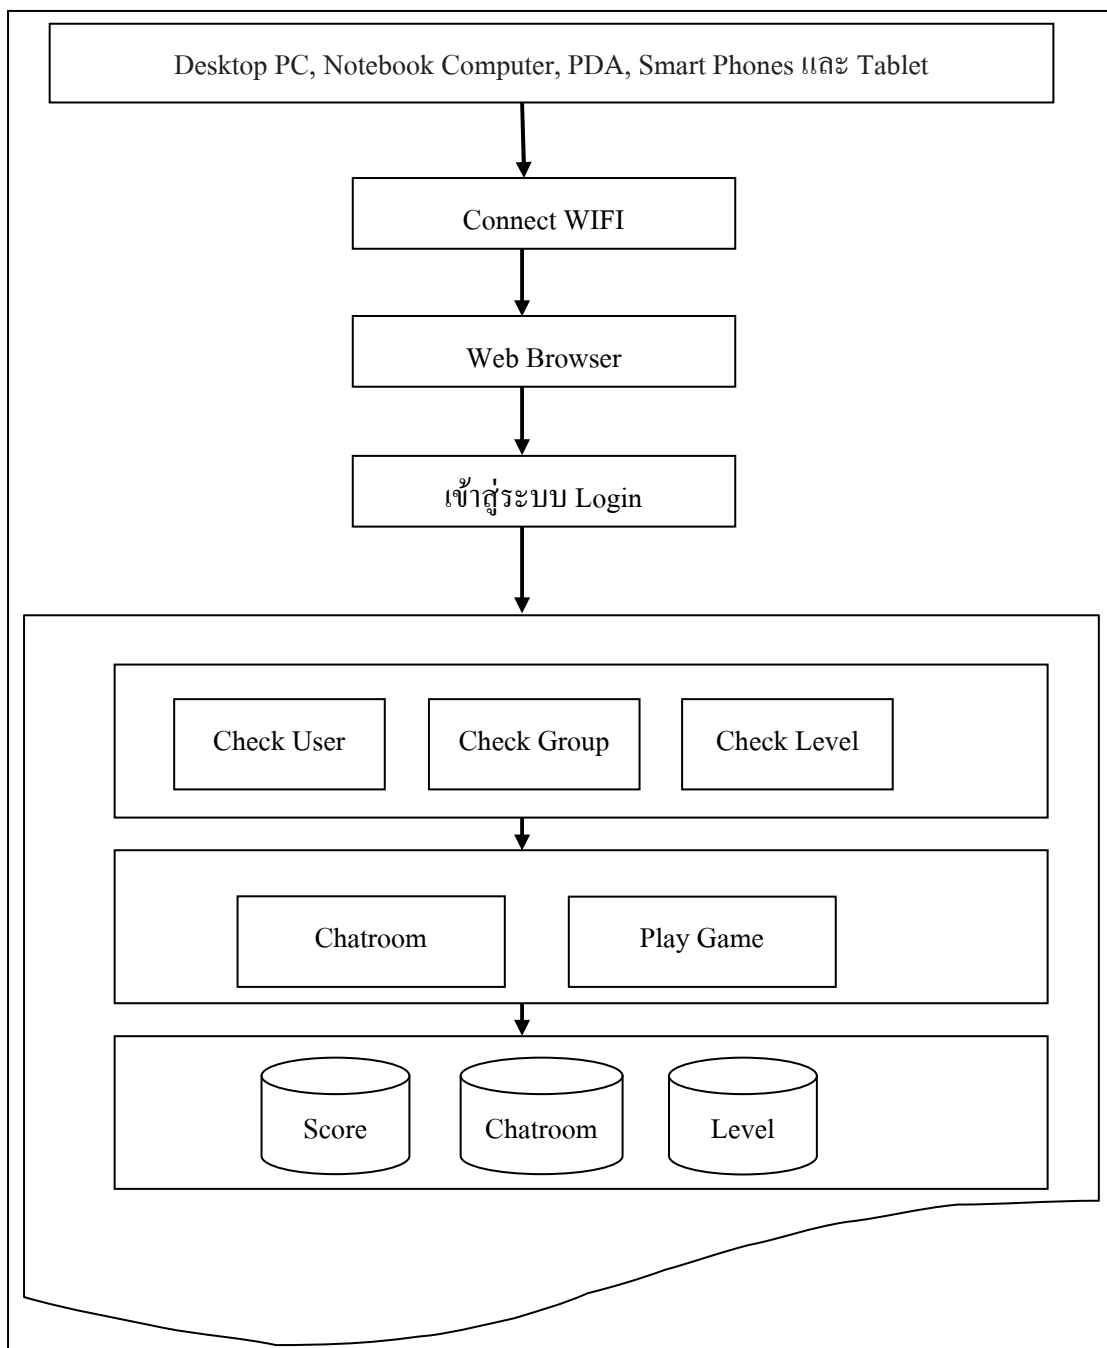 Desktop PC, Notebook Computer, PDA, Smart Phones และ Tablet
Connect WIFI
Web Browser
เข้าสู่ระบบ Login
Check User
Check Group
Check Level
Chatroom
Play Game
Score
Chatroom
Level